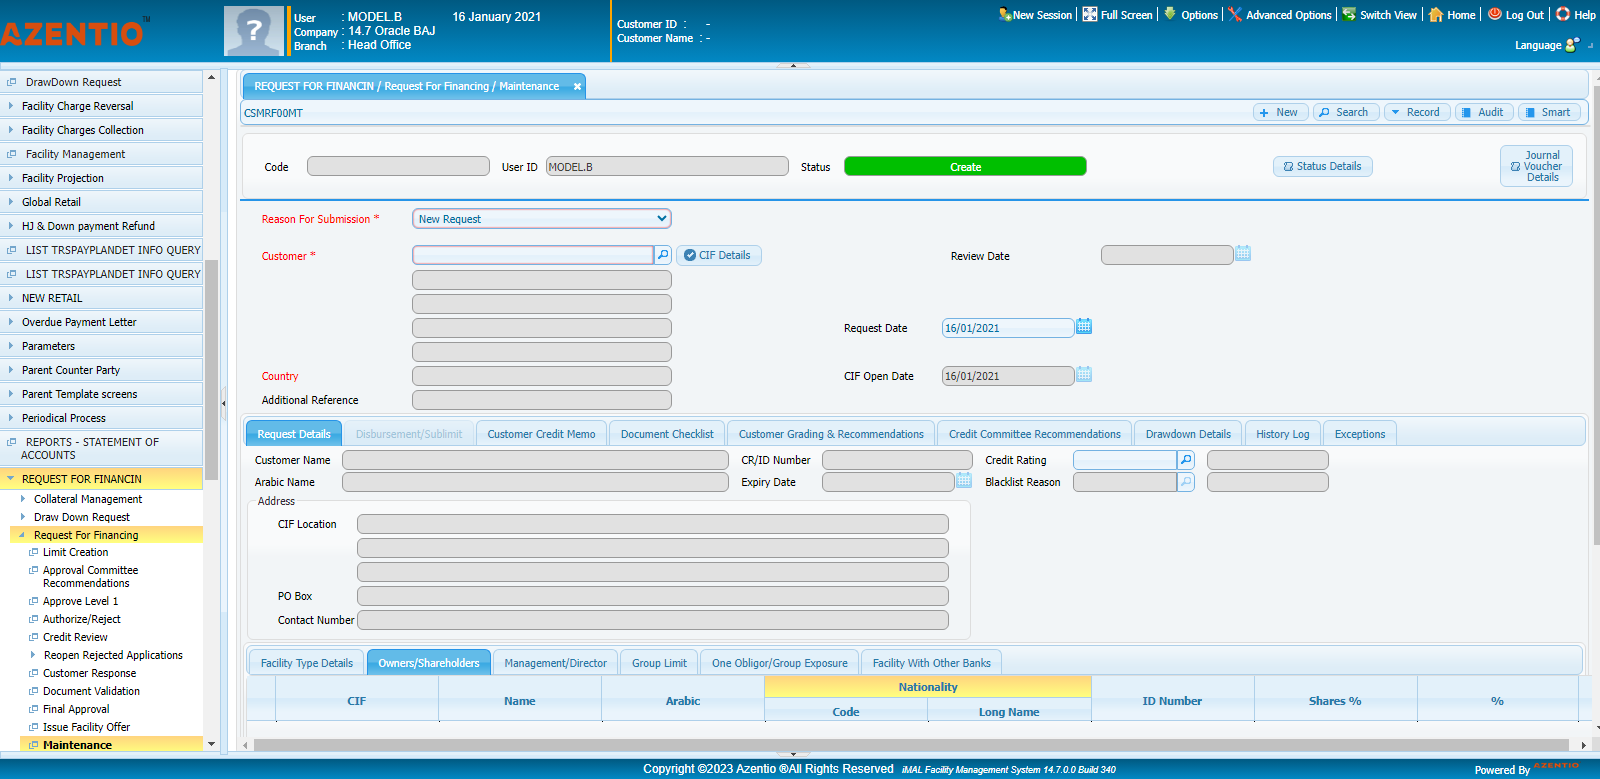 AZENTIO™
User : MODEL.B 16 January 2021
Company : 14.7 Oracle BAJ
Branch : Head Office
Customer ID : -
Customer Name : -
New Session Full Screen Options Advanced Options Switch View Home Log Out Help
Language
DrawDown Request
Facility Charge Reversal
Facility Charges Collection
Facility Management
Facility Projection
Global Retail
HJ & Down payment Refund
LIST TRSPAYPLANDET INFO QUERY
LIST TRSPAYPLANDET INFO QUERY
NEW RETAIL
Overdue Payment Letter
Parameters
Parent Counter Party
Parent Template screens
Periodical Process
REPORTS - STATEMENT OF
ACCOUNTS
REQUEST FOR FINANCIN
Collateral Management
Draw Down Request
Request For Financing
Limit Creation
Approval Committee
Recommendations
Approve Level 1
Authorize/Reject
Credit Review
Reopen Rejected Applications
Customer Response
Document Validation
Final Approval
Issue Facility Offer
Maintenance
REQUEST FOR FINANCIN / Request For Financing / Maintenance
CSMRF00MT
New Search Record Audit Smart
Code User ID MODEL.B Status Create Status Details
Journal
Voucher
Details
Reason For Submission * New Request
Customer * CIF Details Review Date
Request Date 16/01/2021
Country CIF Open Date 16/01/2021
Additional Reference
Request Details Disbursement/Sublimit Customer Credit Memo Document Checklist Customer Grading & Recommendations Credit Committee Recommendations Drawdown Details History Log Exceptions
Customer Name CR/ID Number Credit Rating
Arabic Name Expiry Date Blacklist Reason
Address
CIF Location
PO Box
Contact Number
Facility Type Details Owners/Shareholders Management/Director Group Limit One Obligor/Group Exposure Facility With Other Banks
CIF Name Arabic Nationality ID Number Shares % %
Code Long Name
Copyright ©2023 Azentio ®All Rights Reserved iMAL Facility Management System 14.7.0.0 Build 340
Powered By AZENTIO